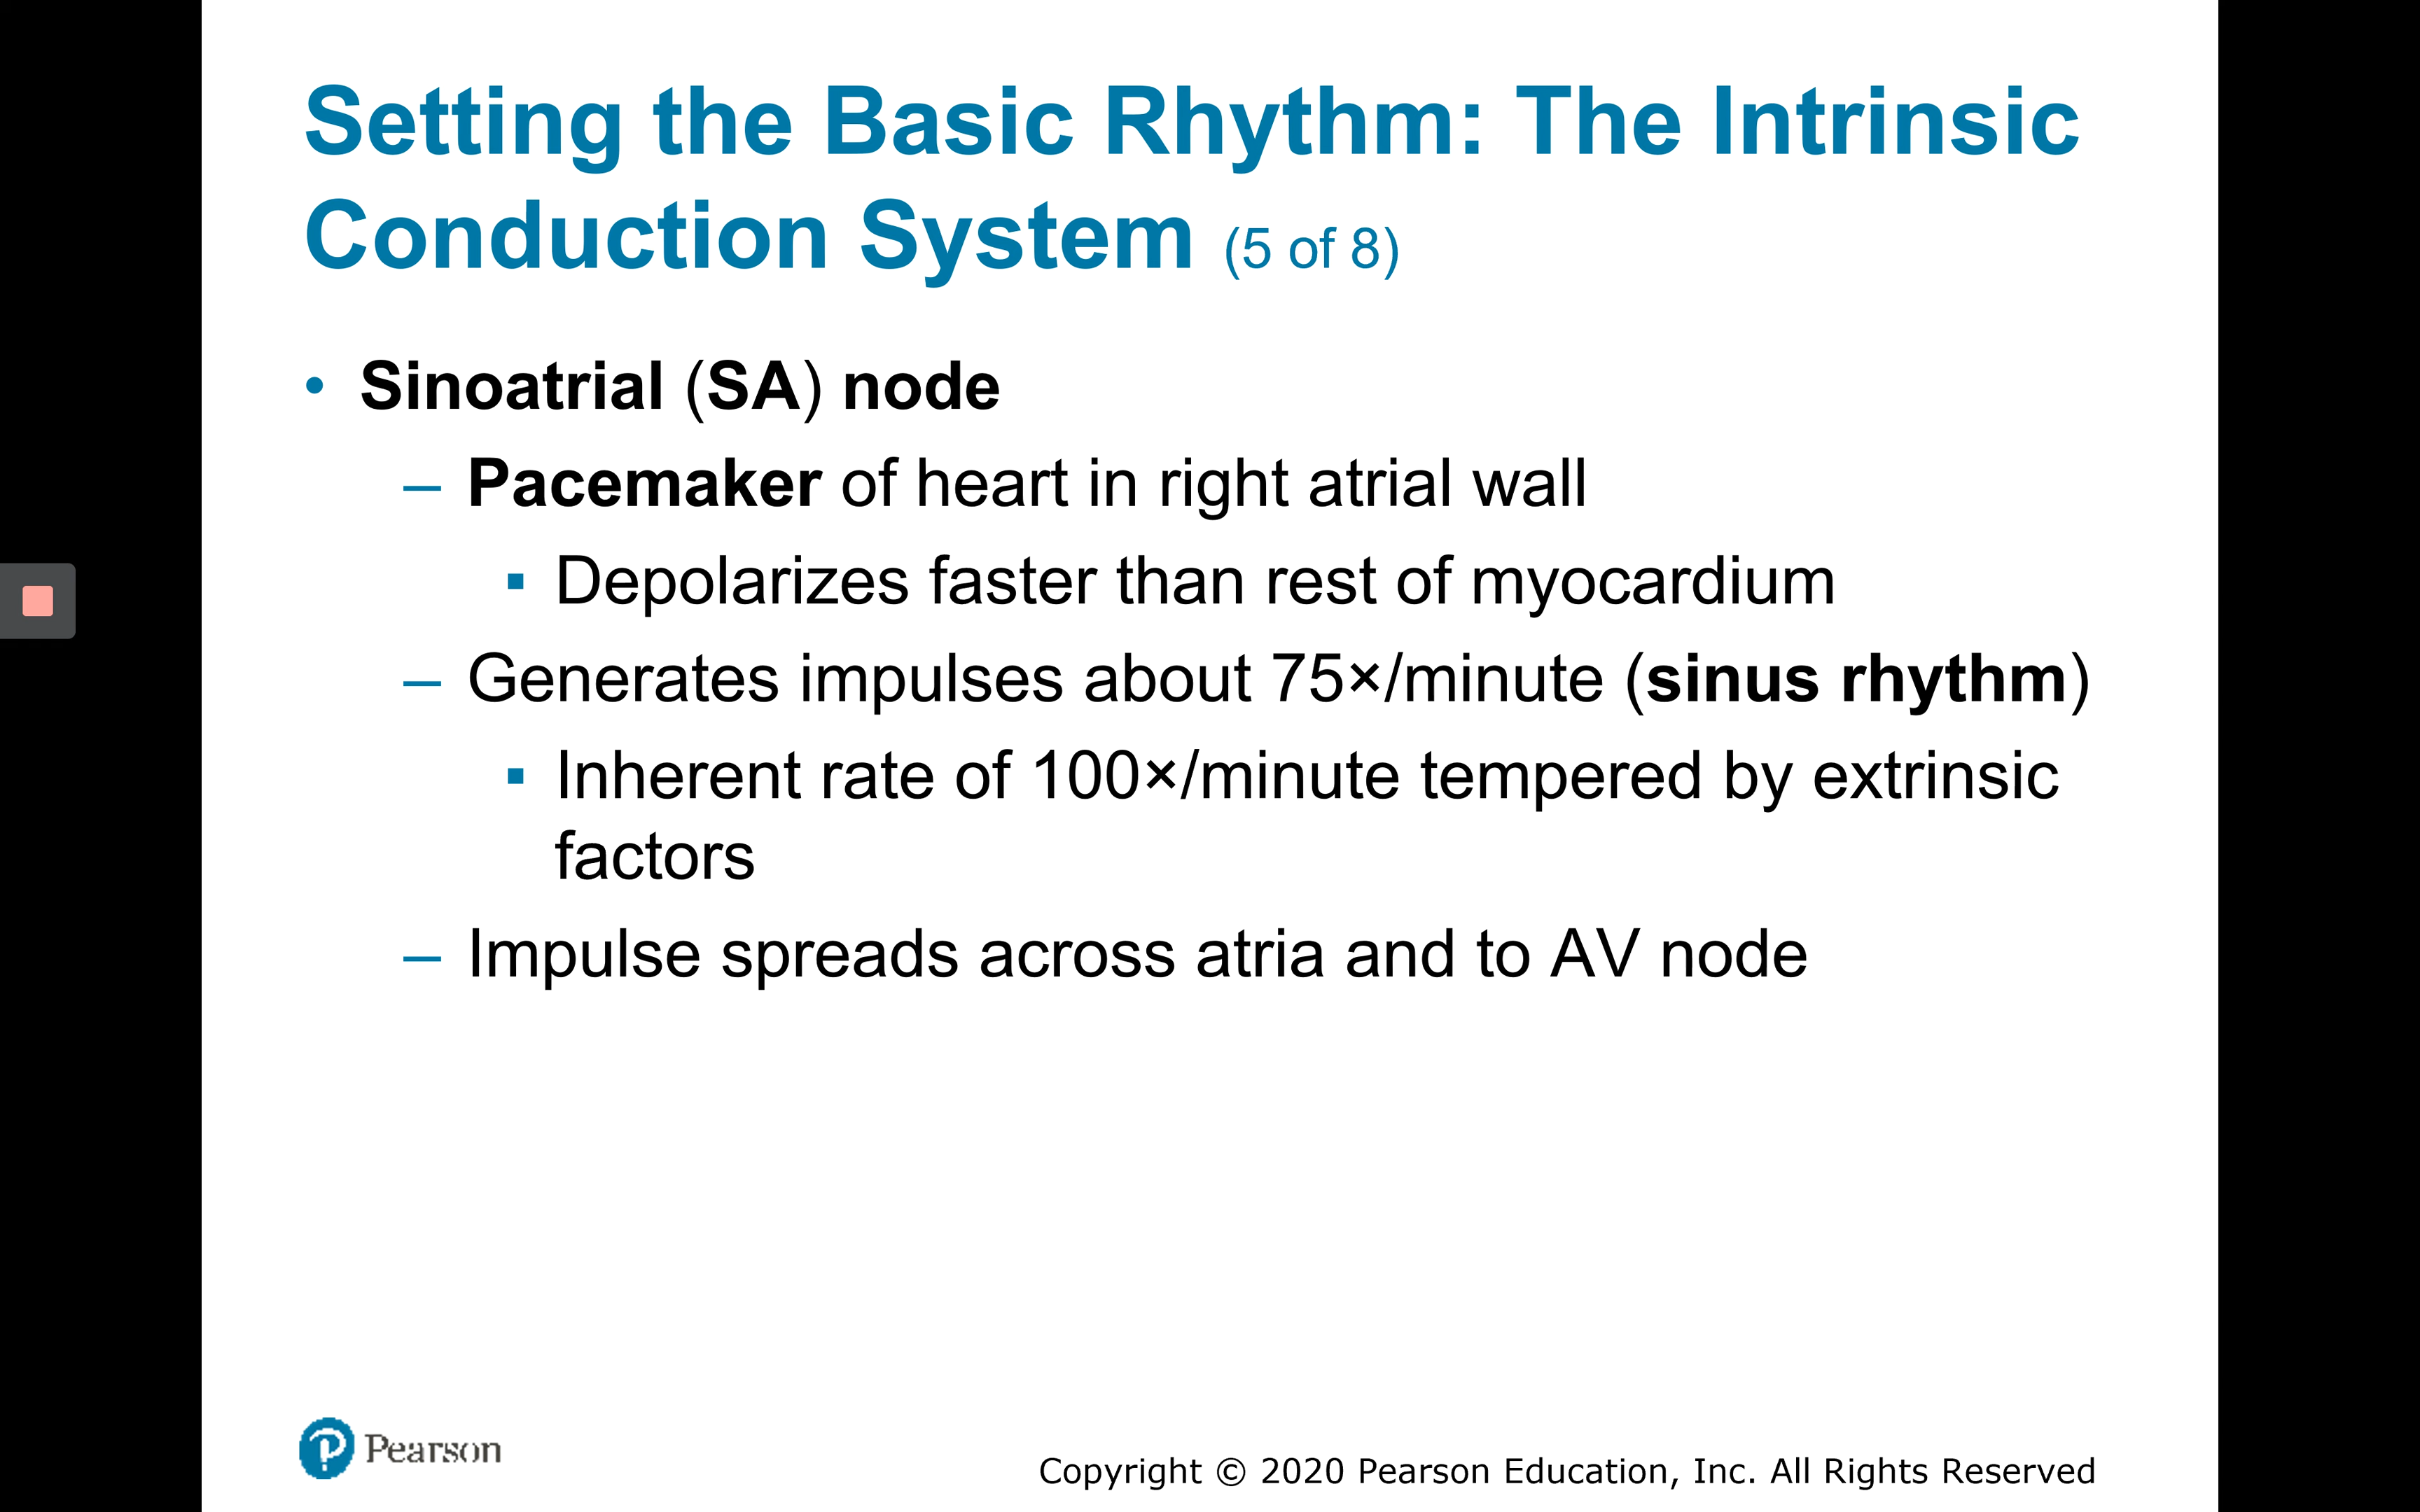 Setting the Basic Rhythm: The Intrinsic
Conduction System (5 of 8)
• Sinoatrial (SA) node
– Pacemaker of heart in right atrial wall
▪ Depolarizes faster than rest of myocardium
– Generates impulses about 75×/minute (sinus rhythm)
▪ Inherent rate of 100×/minute tempered by extrinsic
factors
– Impulse spreads across atria and to AV node
Pearson
Copyright © 2020 Pearson Education, Inc. All Rights Reserved